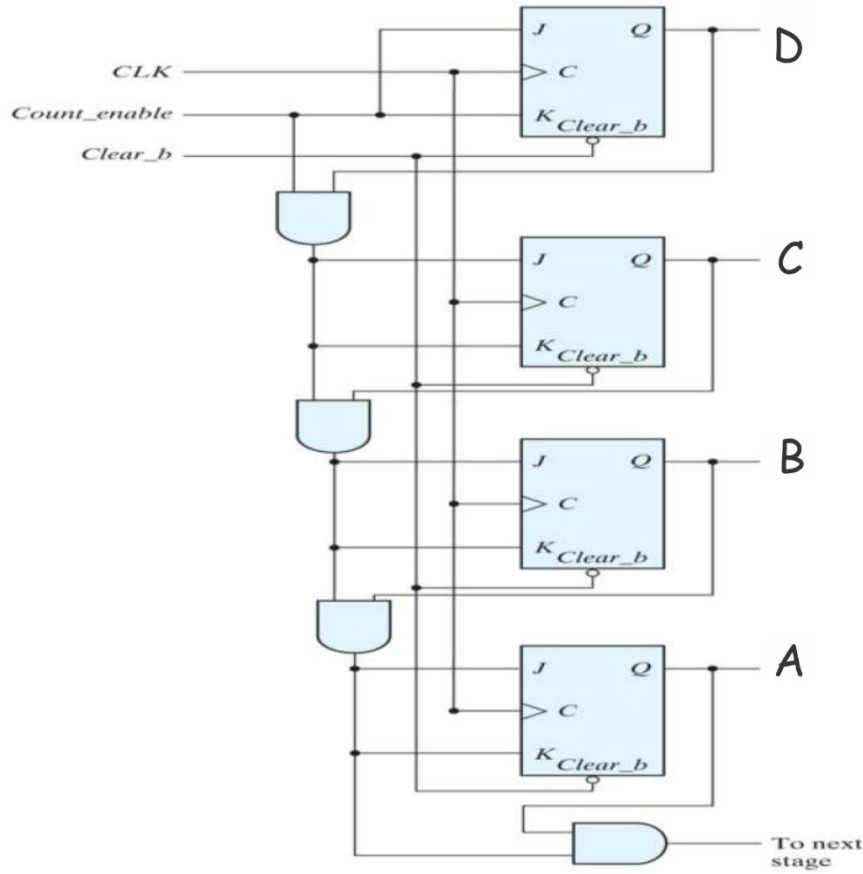 J Q D
CLK C
Count_enable K Clear_b
Clear_b
J Q C
C
K Clear_b
J Q B
C
K Clear_b
J Q A
C
K Clear_b
To next
stage